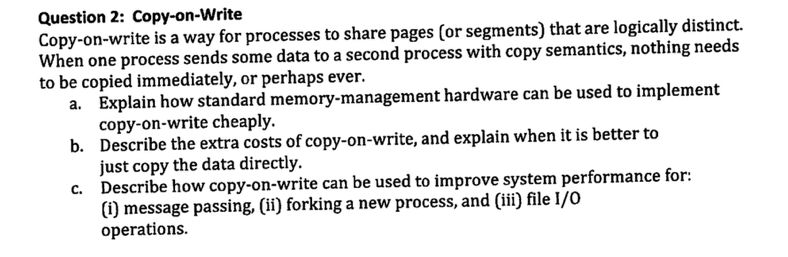 Question 2: Copy-on-Write
Copy-on-write is a way for processes to share pages (or segments) that are logically distinct.
When one process sends some data to a second process with copy semantics, nothing needs
to be copied immediately, or perhaps ever.
a. Explain how standard memory-management hardware can be used to implement
copy-on-write cheaply.
b. Describe the extra costs of copy-on-write, and explain when it is better to
just copy the data directly.
c. Describe how copy-on-write can be used to improve system performance for:
(i) message passing, (ii) forking a new process, and (iii) file I/O
operations.